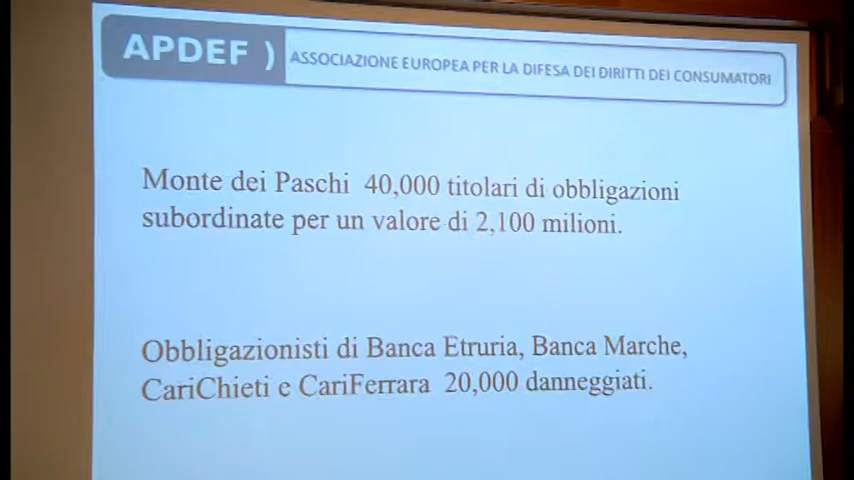 APDEF )
ASSOCIAZIONE EUROPEA PER LA DIFESA DEI DIRITTI DEI CONSUMATORI
Monte dei Paschi 40,000 titolari di obbligazioni
subordinate per un valore di 2,100 milioni.
Obbligazionisti di Banca Etruria, Banca Marche,
CariChieti e CariFerrara 20,000 danneggiati.